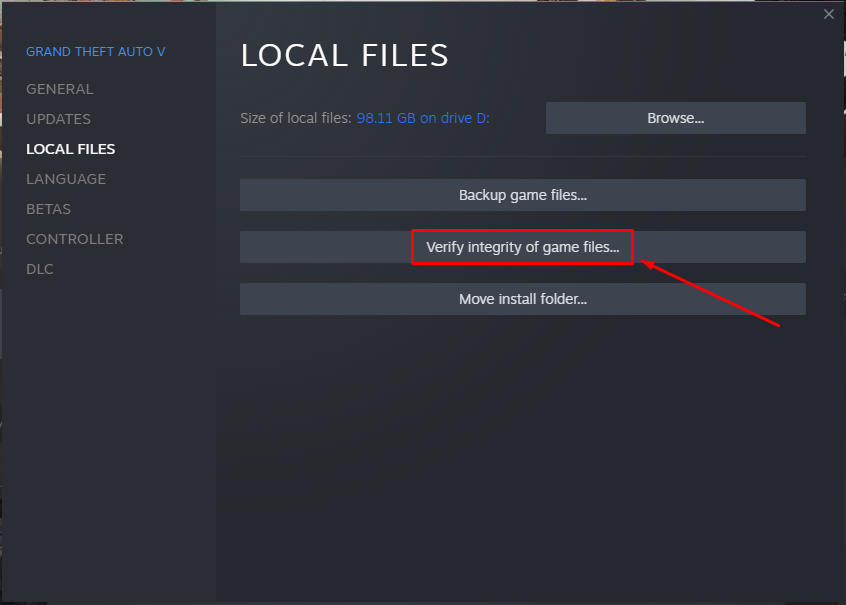 GRAND THEFT AUTO V
GENERAL
UPDATES
LOCAL FILES
LANGUAGE
BETAS
CONTROLLER
DLC
LOCAL FILES
Size of local files: 98.11 GB on drive D:
Browse...
Backup game files...
Verify integrity of game files...
Move install folder...